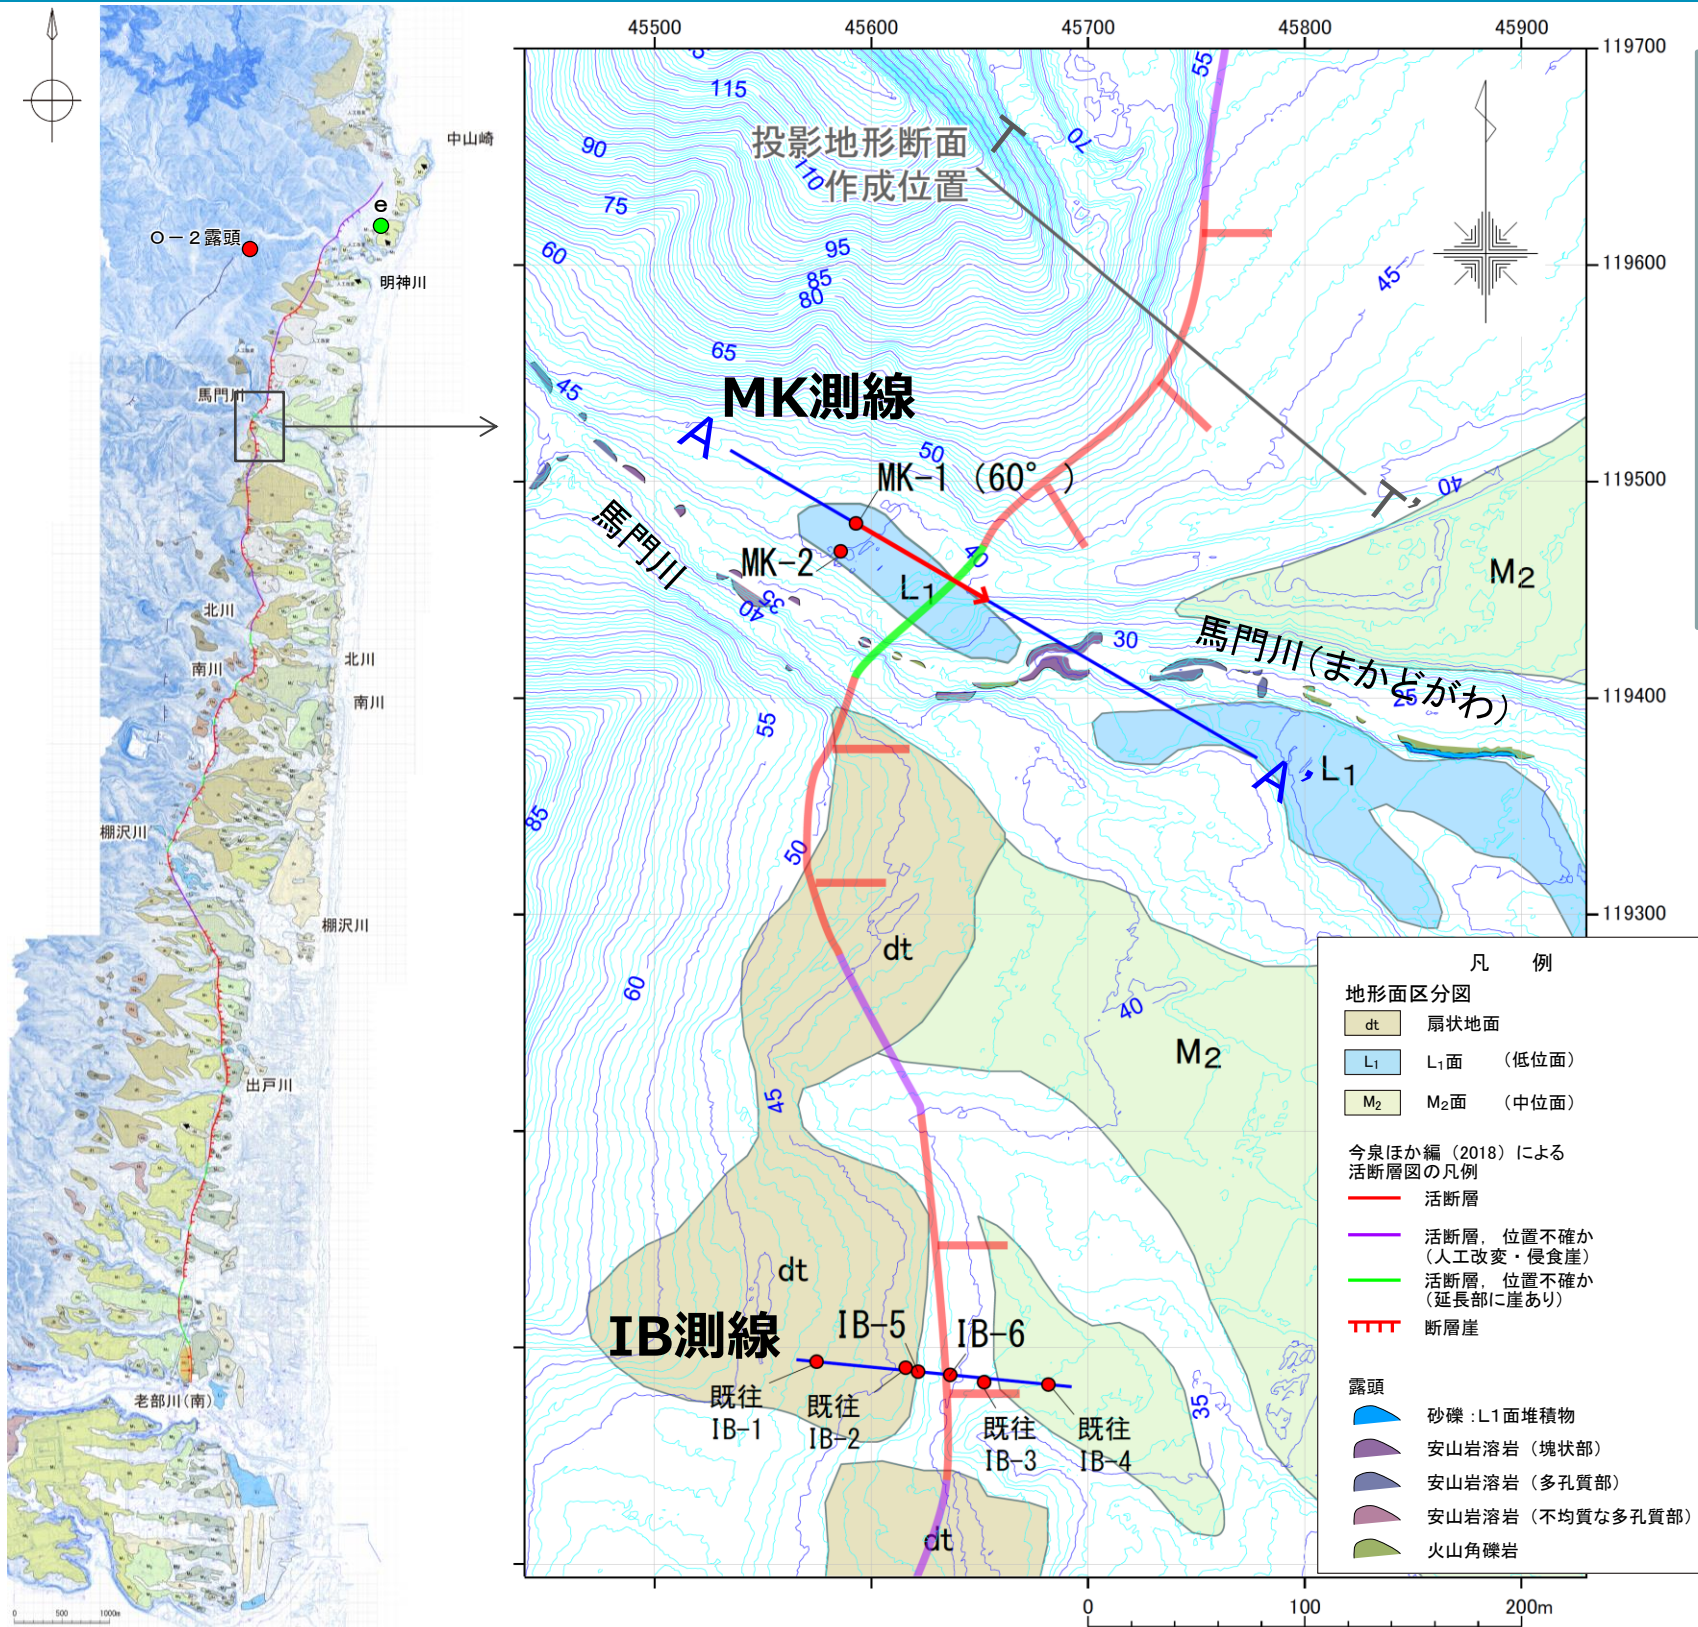 中山崎
e
O－２露頭
明神川
馬門川
北川
北川
南川
南川
棚沢川
棚沢川
出戸川
老部川(南)
0 500 1000m
45500 45600 45700 45800 45900
119700
119600
119500
119400
119300
115
90
110
75
95
60
85
80
65
45
50
70
55
45
40
40
40
35
40
30
25
55
85
50
60
40
45
35
投影地形断面
作成位置
T
T'
MK測線
A
A'
MK-1 (60°)
MK-2
L1
馬門川
馬門川(まかどがわ)
M2
L1
dt
M2
dt
IB測線
IB-5
IB-6
既往
IB-1
既往
IB-2
既往
IB-3
既往
IB-4
dt
凡 例
地形面区分図
dt 扇状地面
L1 L1面 (低位面)
M2 M2面 (中位面)
今泉ほか編 (2018) による
活断層図の凡例
活断層
活断層, 位置不確か
(人工改変・侵食崖)
活断層, 位置不確か
(延長部に崖あり)
断層崖
露頭
砂礫：L1面堆積物
安山岩溶岩 (塊状部)
安山岩溶岩 (多孔質部)
安山岩溶岩 (不均質な多孔質部)
火山角礫岩
0 100 200m